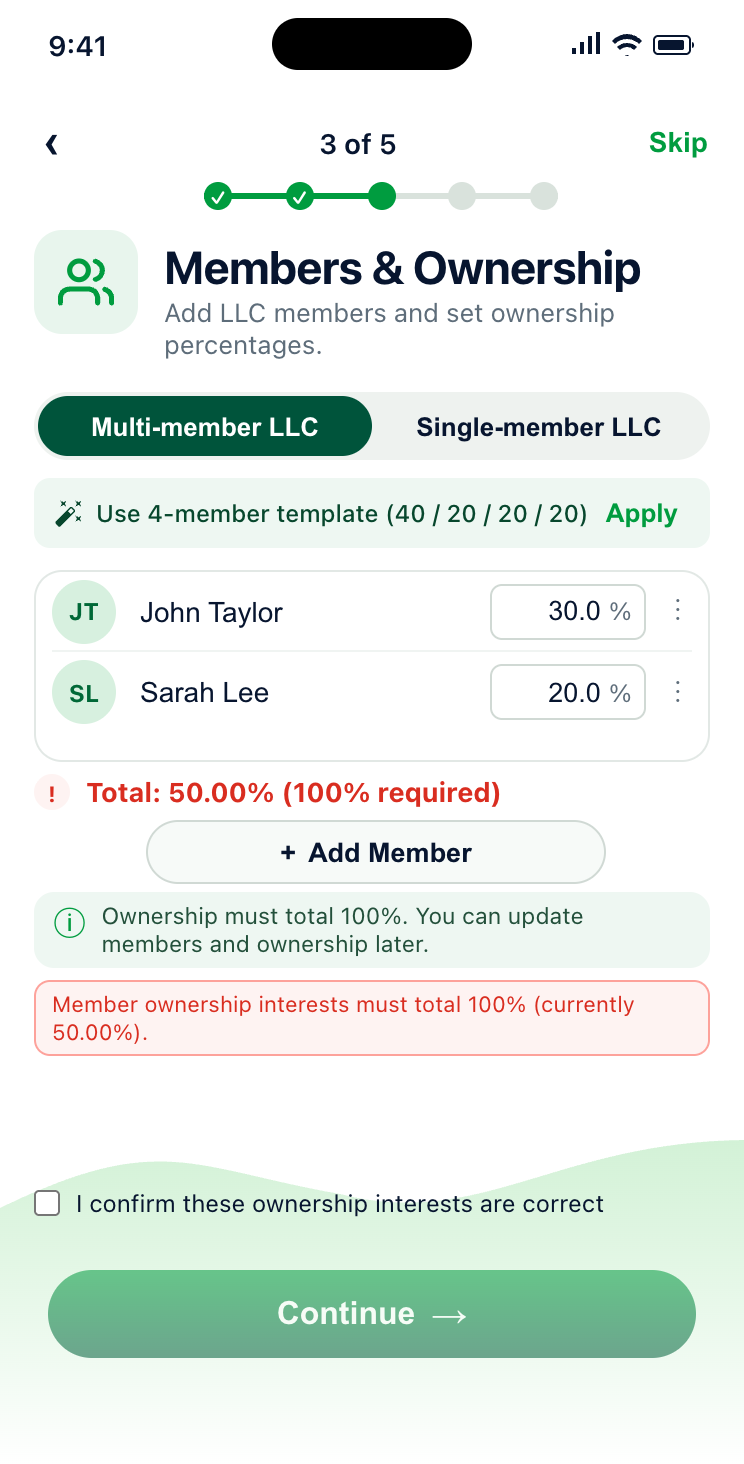 9:41
3 of 5
Skip
Members & Ownership
Add LLC members and set ownership
percentages.
Multi-member LLC
Single-member LLC
Use 4-member template (40 / 20 / 20 / 20)
Apply
JT
John Taylor
30.0 %
SL
Sarah Lee
20.0 %
! Total: 50.00% (100% required)
+ Add Member
Ownership must total 100%. You can update
members and ownership later.
Member ownership interests must total 100% (currently
50.00%).
I confirm these ownership interests are correct
Continue →